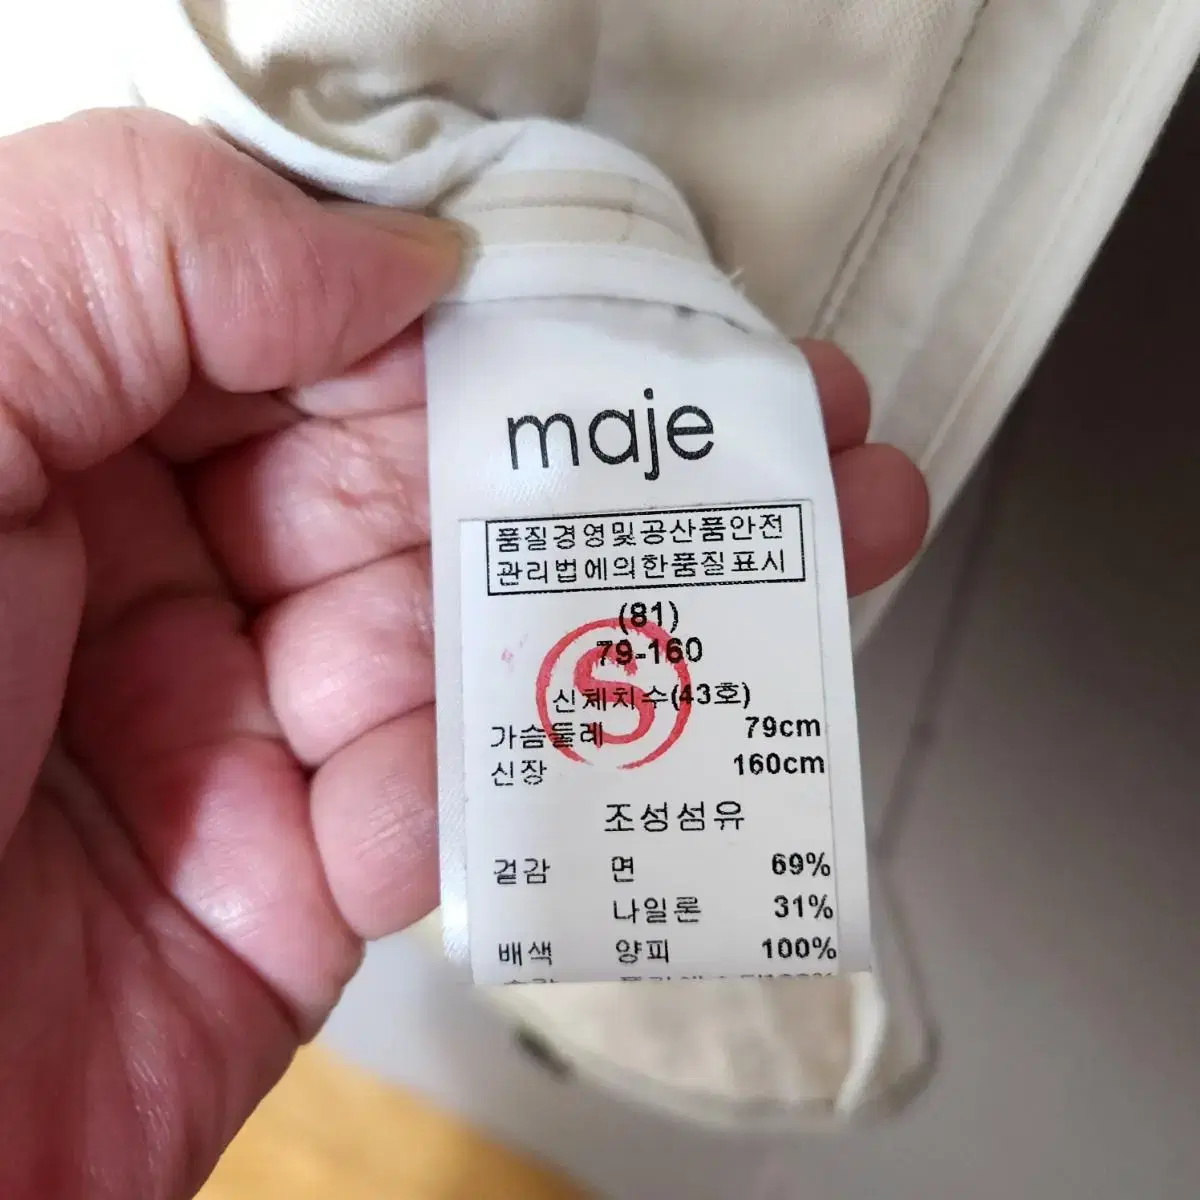 maje
품질경영및공산품안전
관리법에의한품질표시
(81)
79-160
S
신체치수(43호)
가슴둘레 79cm
신장 160cm
조성섬유
겉감 면 69%
나일론 31%
배색 양피 100%